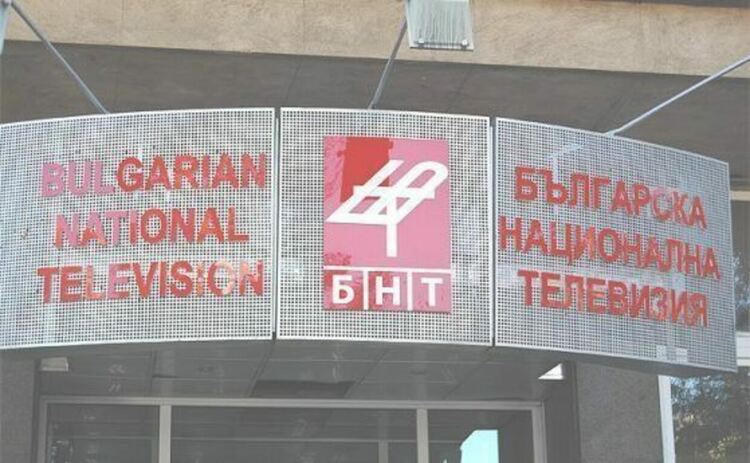 BULGARIAN
NATIONAL
TELEVISION
БНТ
БЪЛГАРСКА
НАЦИОНАЛНА
ТЕЛЕВИЗИЯ